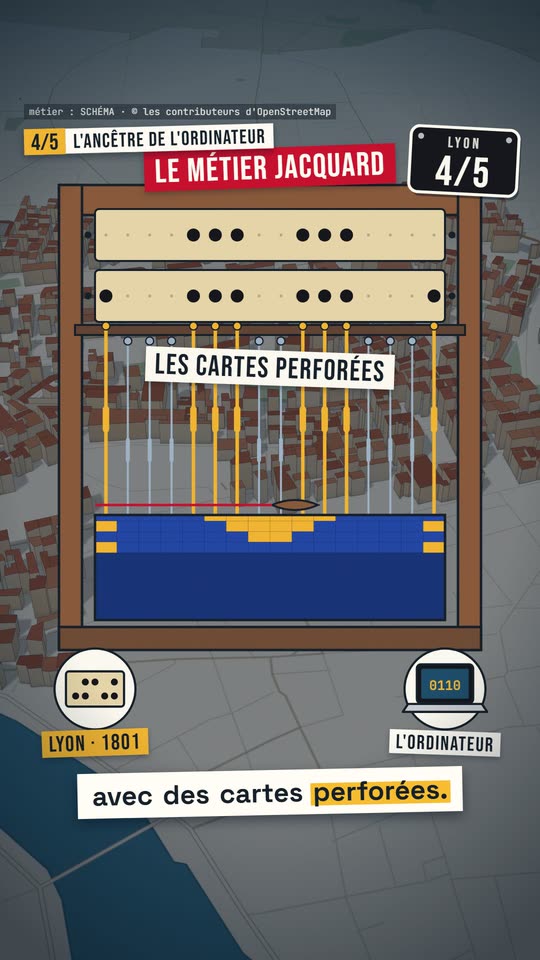 métier : SCHÉMA · © les contributeurs d'OpenStreetMap
4/5 L'ANCÊTRE DE L'ORDINATEUR
LE MÉTIER JACQUARD
LYON
4/5
LES CARTES PERFORÉES
0110
LYON · 1801
L'ORDINATEUR
avec des cartes perforées.